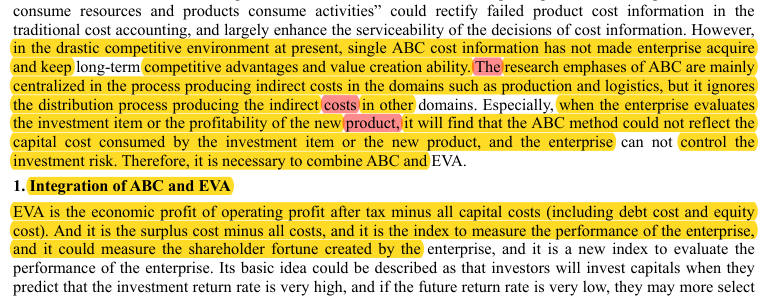 consume resources and products consume activities” could rectify failed product cost information in
traditional cost accounting, and largely enhance the serviceability of the decisions of cost information. However,
in the drastic competitive environment at present, single ABC cost information has not made enterprise acquire
and keep long-term competitive advantages and value creation ability. The research emphases of ABC are mainly
centralized in the process producing indirect costs in the domains such as production and logistics, but it ignores
the distribution process producing the indirect costs in other domains. Especially, when the enterprise evaluates
the investment item or the profitability of the new product, it will find that the ABC method could not reflect the
capital cost consumed by the investment item or the new product, and the enterprise can not control the
investment risk. Therefore, it is necessary to combine ABC and EVA.
1. Integration of ABC and EVA
EVA is the economic profit of operating profit after tax minus all capital costs (including debt cost and equity
cost). And it is the surplus cost minus all costs, and it is the index to measure the performance of the enterprise,
and it could measure the shareholder fortune created by the enterprise, and it is a new index to evaluate the
performance of the enterprise. Its basic idea could be described as that investors will invest capitals when they
predict that the investment return rate is very high, and if the future return rate is very low, they may more select